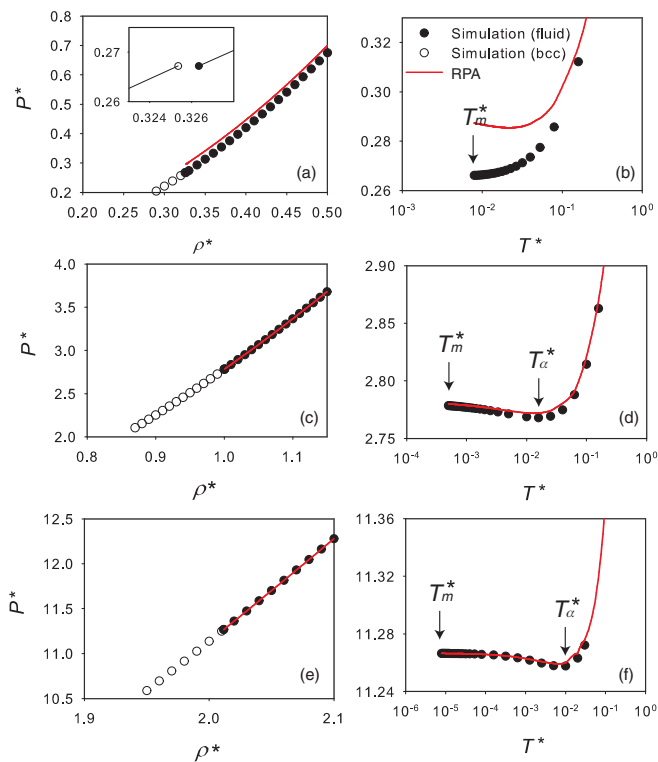 0.8
0.7
0.6
0.5
0.4
0.3
0.2
P*
0.27
0.26
0.324
0.326
(a)
0.20 0.25 0.30 0.35 0.40 0.45 0.50
ρ*
Simulation (fluid)
Simulation (bcc)
RPA
0.32
0.30
0.28
0.26
Tm*
(b)
10-3 10-2 10-1 100
T*
4.0
3.5
3.0
2.5
2.0
P*
(c)
0.9 1.0 1.1
ρ*
2.90
2.85
2.80
2.75
Tm*
Tα*
(d)
10-4 10-3 10-2 10-1 100
T*
12.5
12.0
11.5
11.0
10.5
P*
(e)
1.9 2.0 2.1
ρ*
11.36
11.32
11.28
11.24
Tm*
Tα*
(f)
10-6 10-5 10-4 10-3 10-2 10-1 100
T*